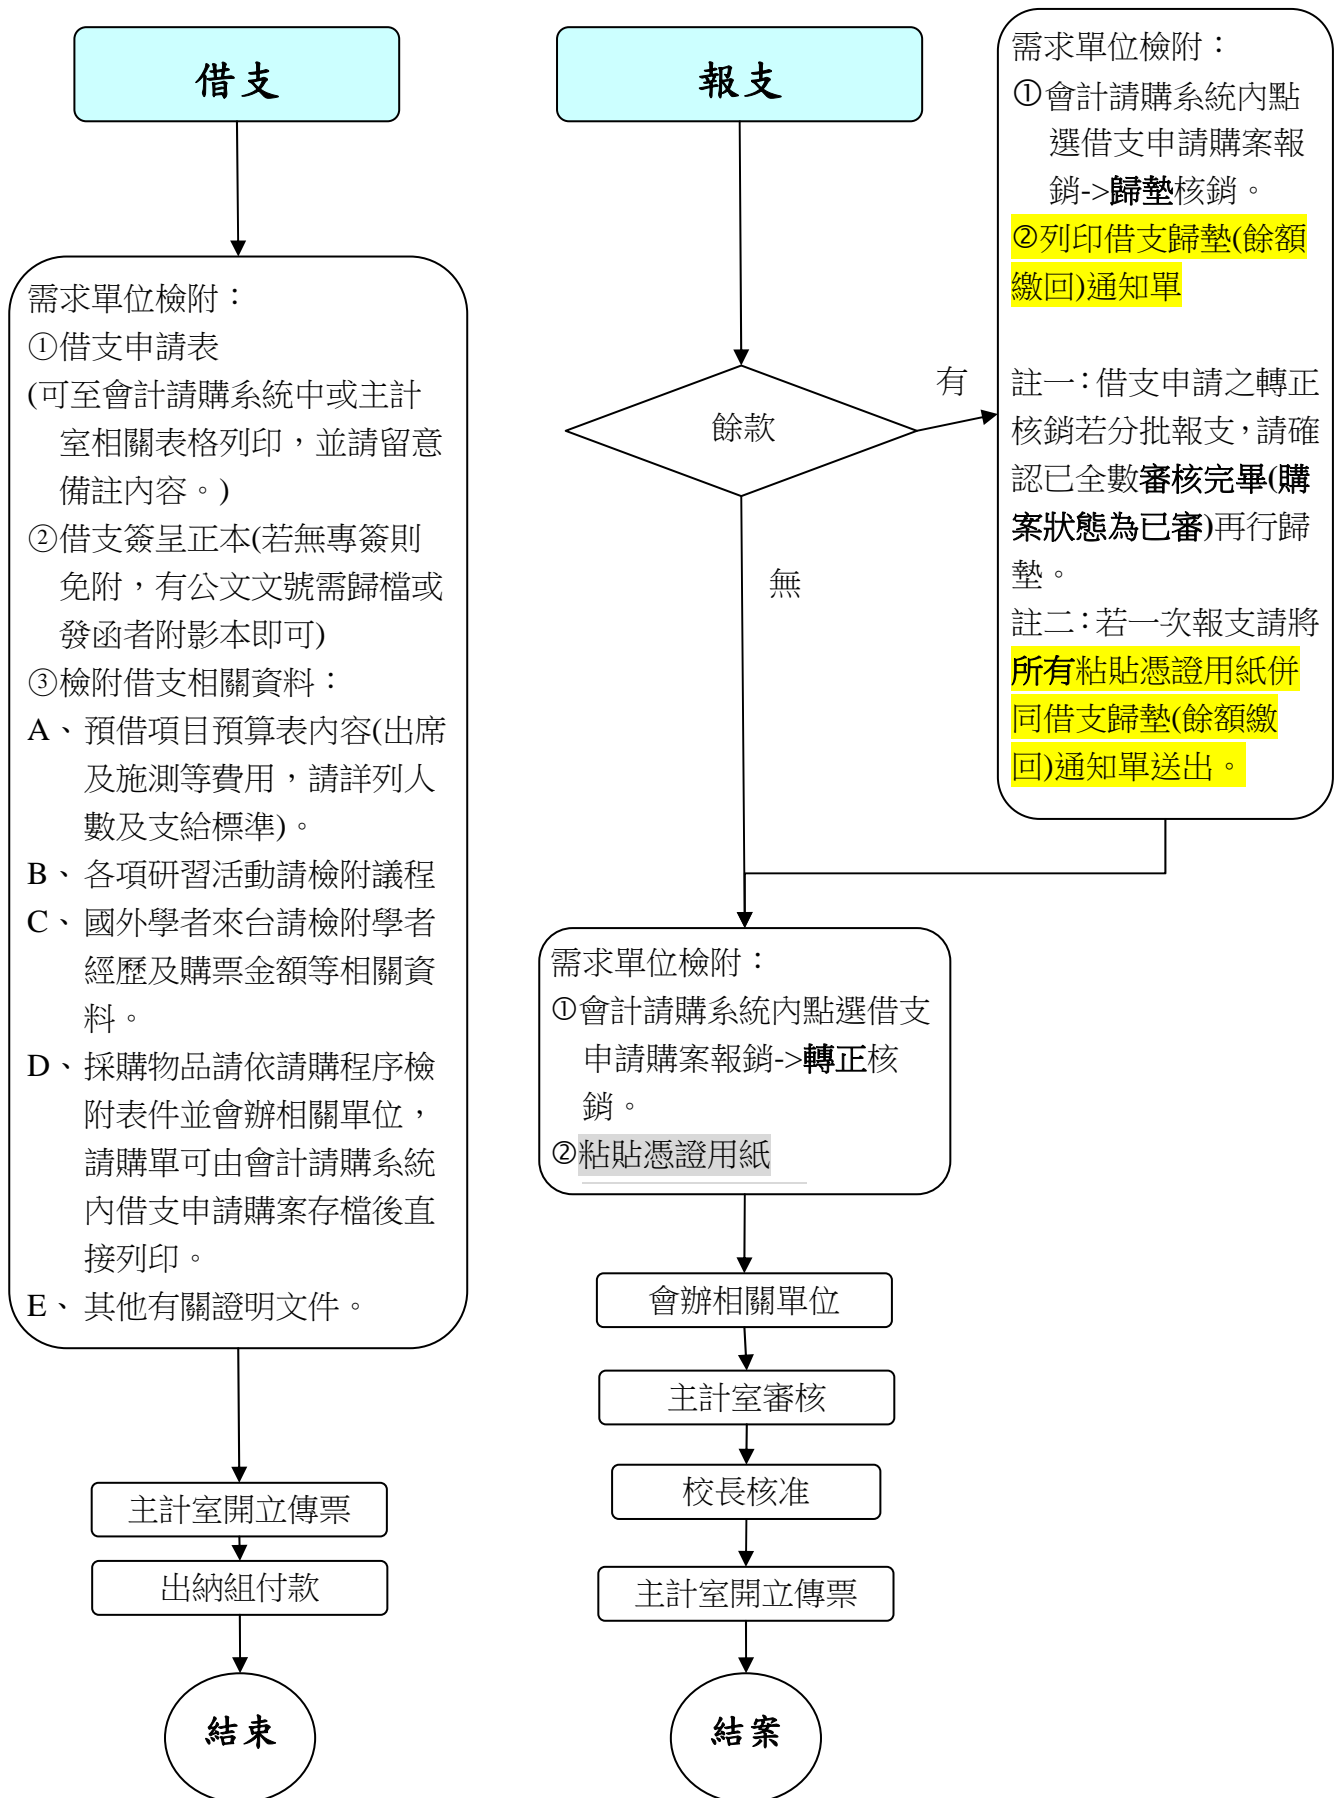 借支
需求單位檢附：
①借支申請表
(可至會計請購系統中或主計
室相關表格列印，並請留意
備註內容。)
②借支簽呈正本(若無專簽則
免附，有公文文號需歸檔或
發函者附影本即可)
③檢附借支相關資料：
A、預借項目預算表內容(出席
及施測等費用，請詳列人
數及支給標準)。
B、各項研習活動請檢附議程
C、國外學者來台請檢附學者
經歷及購票金額等相關資
料。
D、採購物品請依請購程序檢
附表件並會辦相關單位，
請購單可由會計請購系統
內借支申請購案存檔後直
接列印。
E、其他有關證明文件。
主計室開立傳票
出納組付款
結束
報支
餘款
有
無
需求單位檢附：
①會計請購系統內點
選借支申請購案報
銷->歸墊核銷。
②列印借支歸墊(餘額
繳回)通知單
註一：借支申請之轉正
核銷若分批報支，請確
認已全數審核完畢(購
案狀態為已審)再行歸
墊。
註二：若一次報支請將
所有粘貼憑證用紙併
同借支歸墊(餘額繳
回)通知單送出。
需求單位檢附：
①會計請購系統內點選借支
申請購案報銷->轉正核
銷。
②粘貼憑證用紙
會辦相關單位
主計室審核
校長核准
主計室開立傳票
結案